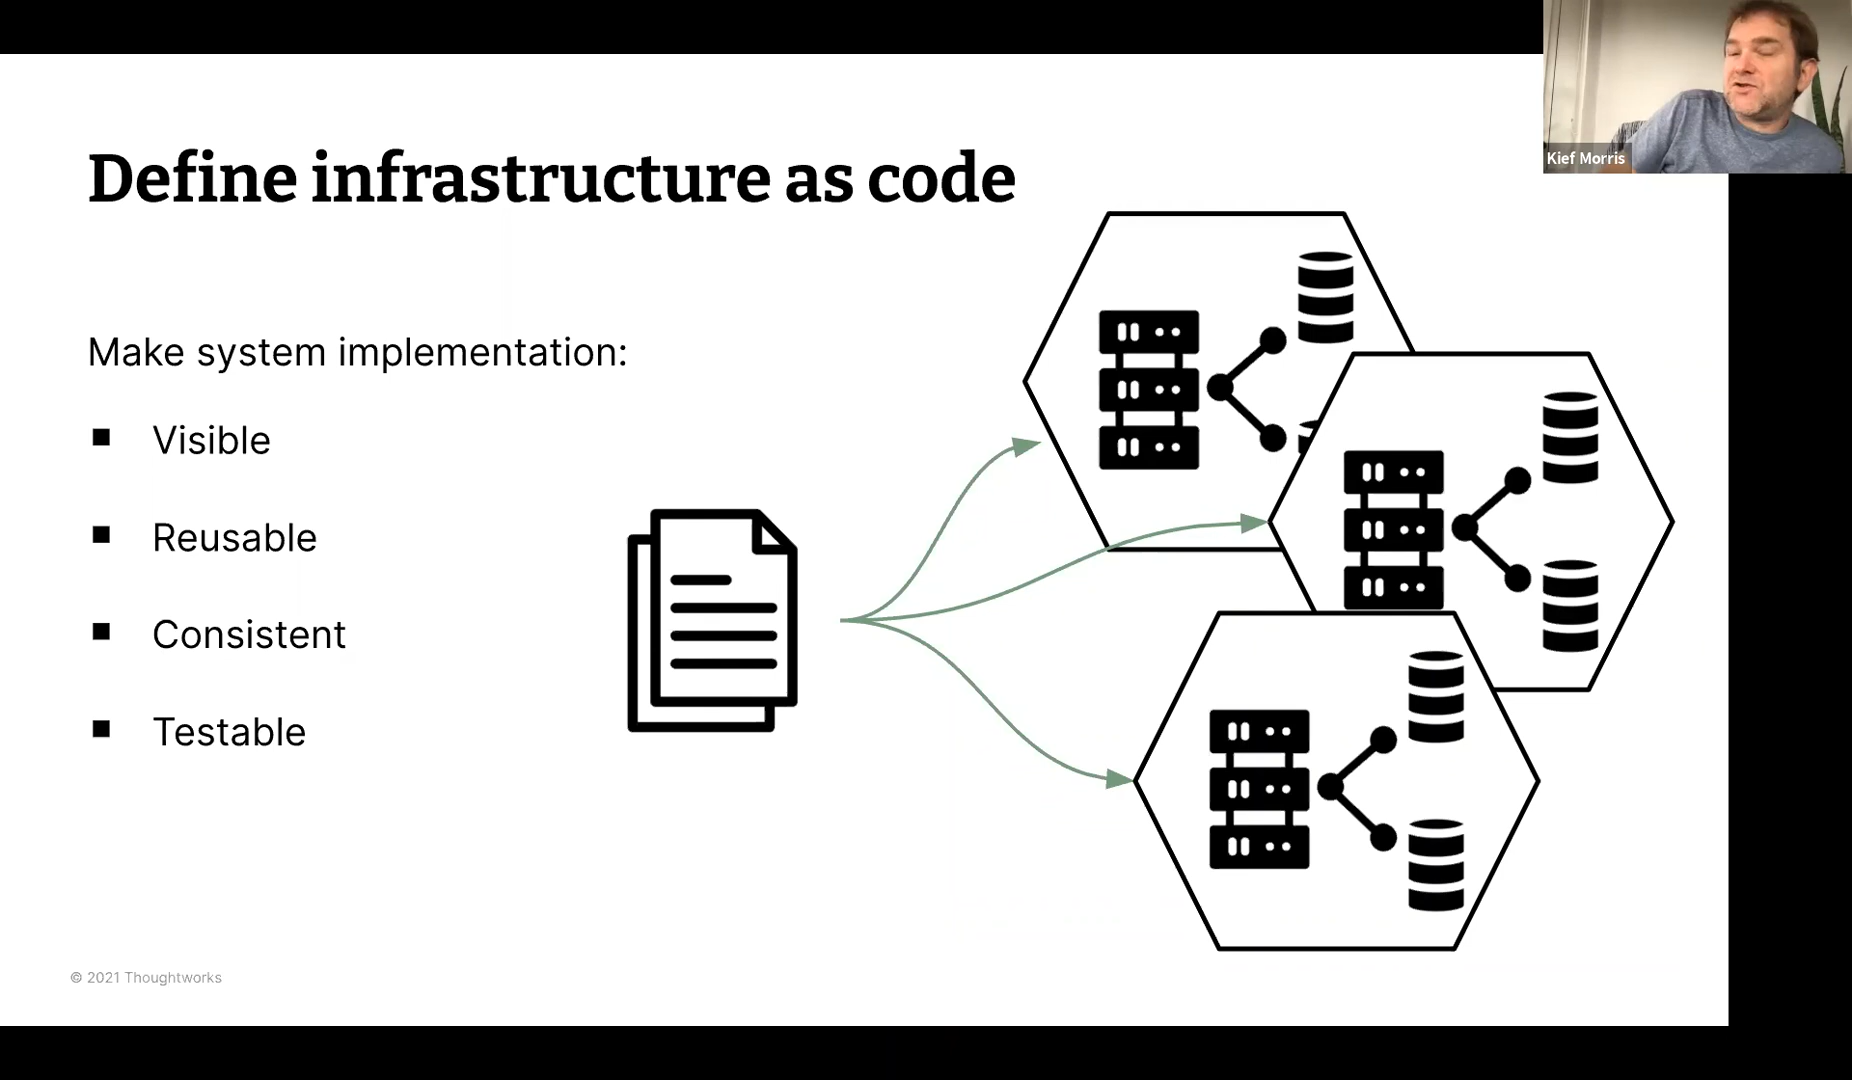 Define infrastructure as code
Kief Morris
Make system implementation:
Visible
Reusable
Consistent
Testable
© 2021 Thoughtworks